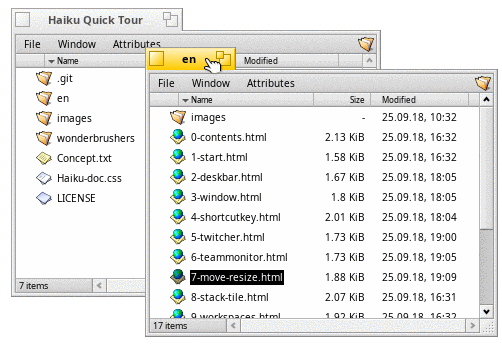 Haiku Quick Tour
File Window Attributes
Name
.git
en
images
wonderbrushers
Concept.txt
Haiku-doc.css
LICENSE
7 items
en
Modified
File Window Attributes
Name Size Modified
images - 25.09.18, 10:32
0-contents.html 2.13 KiB 25.09.18, 16:32
1-start.html 1.58 KiB 25.09.18, 16:32
2-deskbar.html 1.67 KiB 25.09.18, 18:05
3-window.html 1.8 KiB 25.09.18, 18:05
4-shortcutkey.html 2.01 KiB 25.09.18, 18:04
5-twitcher.html 1.73 KiB 25.09.18, 19:00
6-teammonitor.html 1.73 KiB 25.09.18, 19:05
7-move-resize.html 1.88 KiB 25.09.18, 19:09
8-stack-tile.html 2.07 KiB 25.09.18, 16:31
9-workspaces.html 1.92 KiB 25.09.18, 16:32
17 items